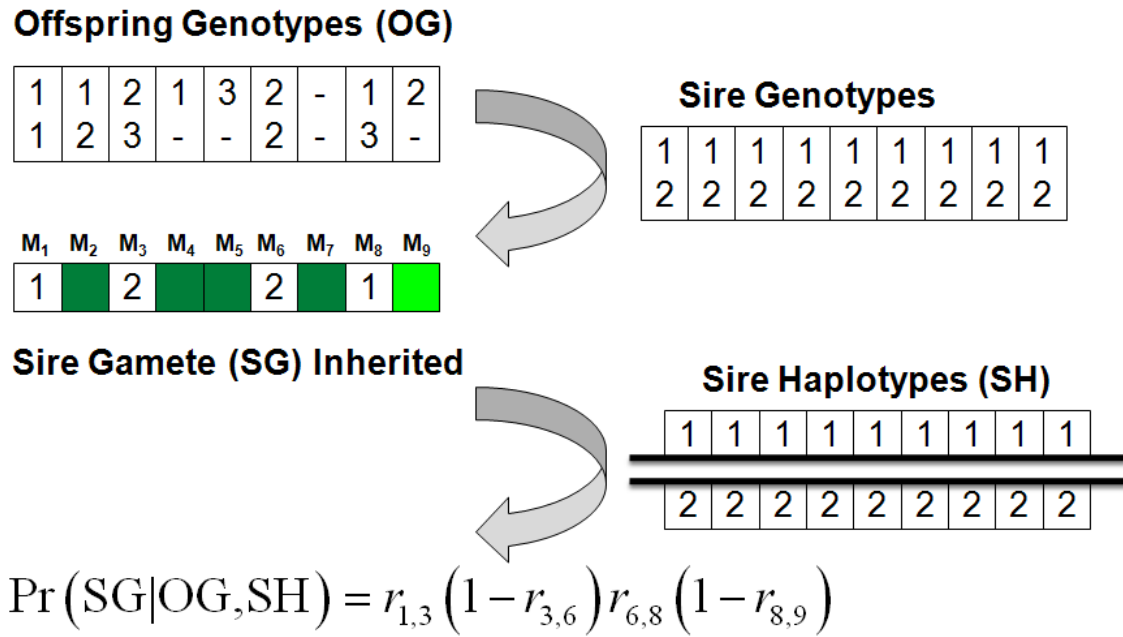 Offspring Genotypes (OG)
1 1 2 1 3 2 - 1 2
1 2 3 - - 2 - 3 -
Sire Genotypes
1 1 1 1 1 1 1 1 1
2 2 2 2 2 2 2 2 2
M₁ M₂ M₃ M₄ M₅ M₆ M₇ M₈ M₉
1 2 2 1
Sire Gamete (SG) Inherited
Sire Haplotypes (SH)
1 1 1 1 1 1 1 1 1
2 2 2 2 2 2 2 2 2
Pr(SG|OG,SH) = r₁,₃ (1 − r₃,₆) r₆,₈ (1 − r₈,₉)